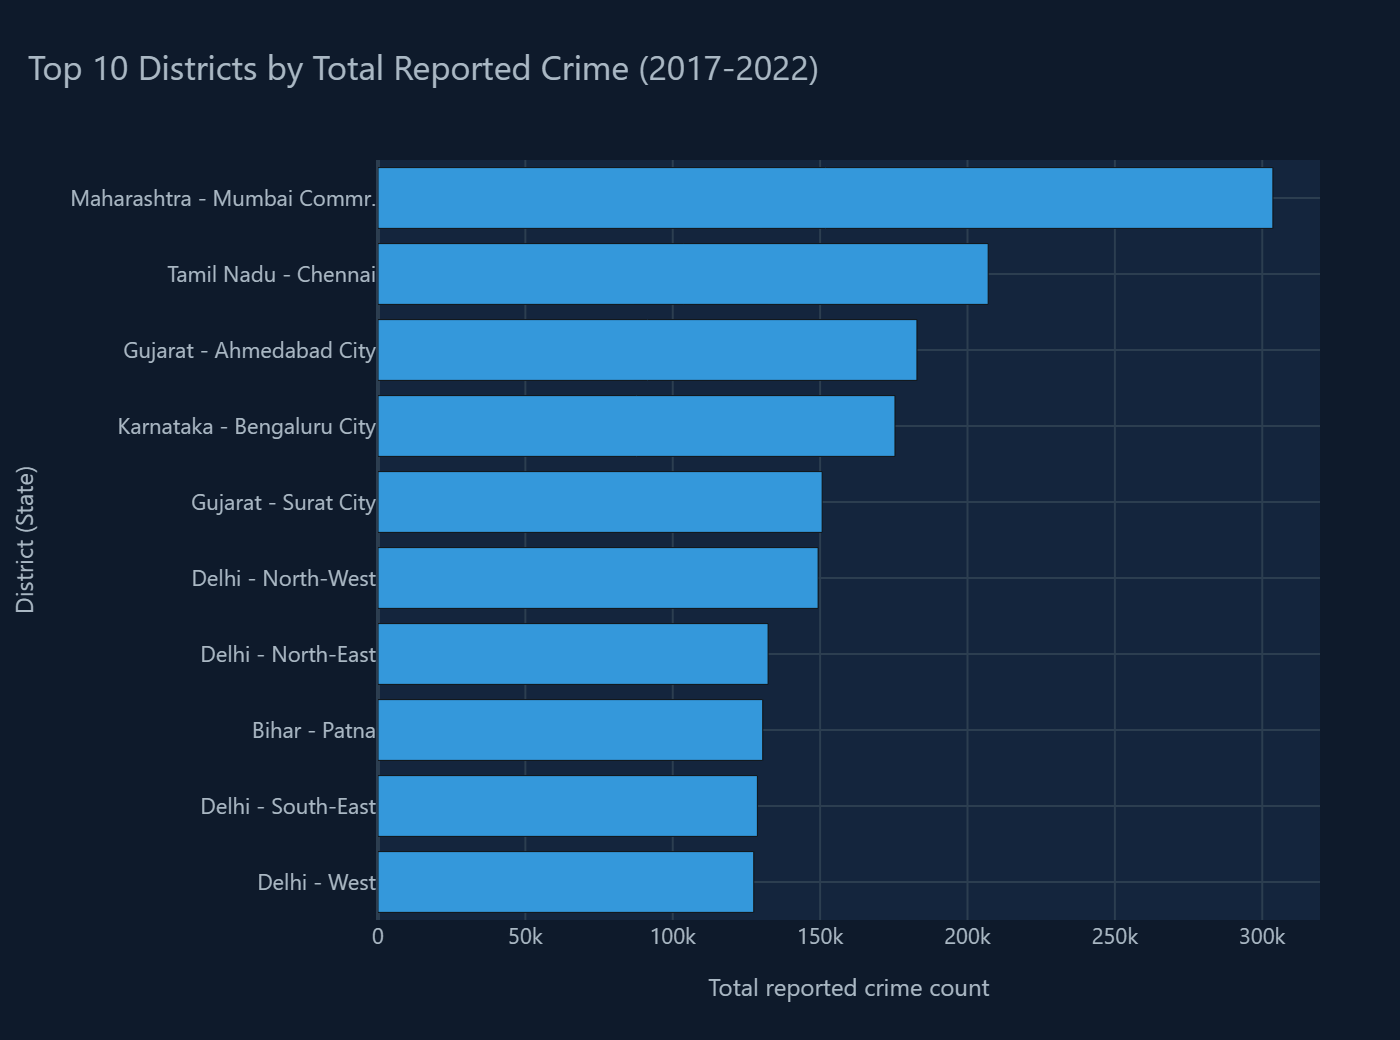 Top 10 Districts by Total Reported Crime (2017-2022)
District (State)
Maharashtra - Mumbai Commr.
Tamil Nadu - Chennai
Gujarat - Ahmedabad City
Karnataka - Bengaluru City
Gujarat - Surat City
Delhi - North-West
Delhi - North-East
Bihar - Patna
Delhi - South-East
Delhi - West
0 50k 100k 150k 200k 250k 300k
Total reported crime count